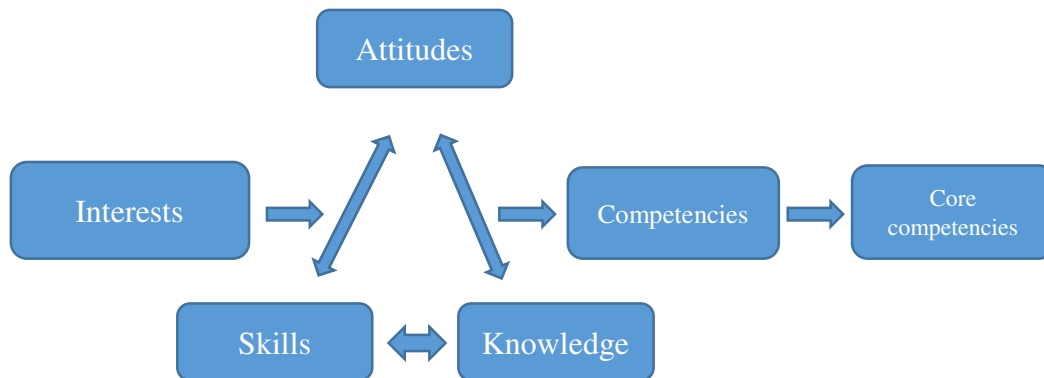 Attitudes
Interests
Competencies
Core
competencies
Skills
Knowledge